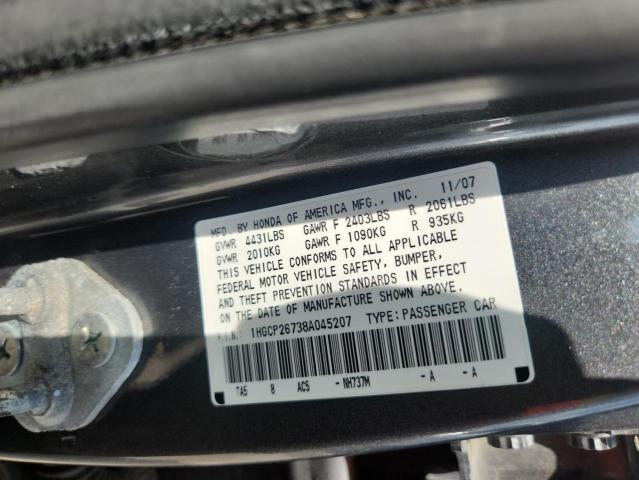 MFD. BY HONDA OF AMERICA MFG., INC. 11/07
GVWR 4431LBS GAWR F 2403LBS R 2061LBS
GVWR 2010KG GAWR F 1090KG R 935KG
THIS VEHICLE CONFORMS TO ALL APPLICABLE
FEDERAL MOTOR VEHICLE SAFETY, BUMPER,
AND THEFT PREVENTION STANDARDS IN EFFECT
ON THE DATE OF MANUFACTURE SHOWN ABOVE.
V.I.N.: 1HGCP26738A045207 TYPE:PASSENGER CAR
TA5 8 AC5 -NH737M -A -A